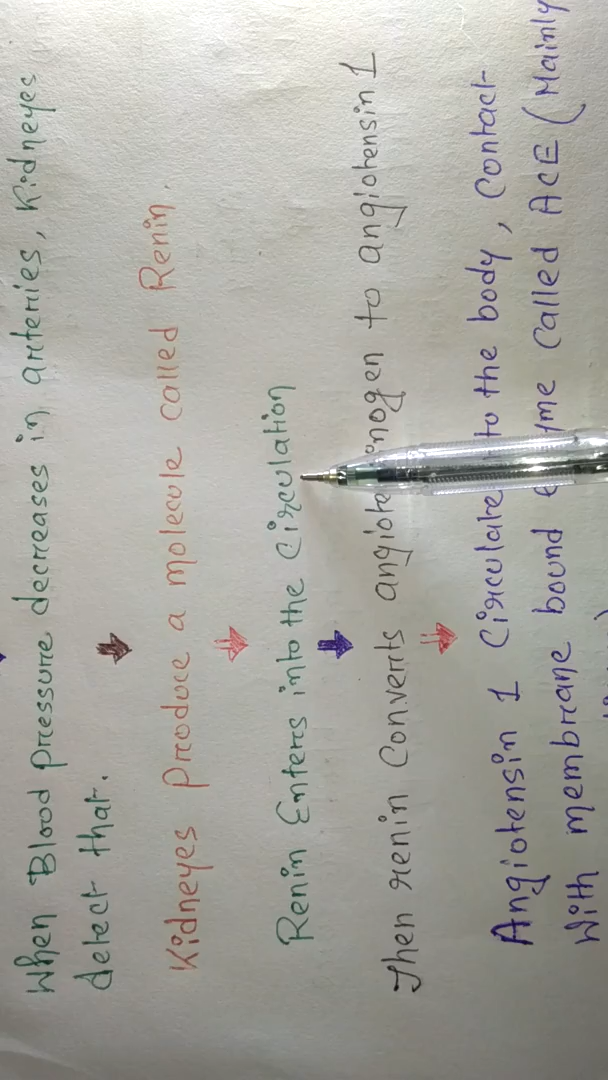 When Blood pressure decreases in arteries, Kidneyes
detect that.
Kidneyes produce a molecule called Renin.
Renin Enters into the Circulation
Then renin Converts angiotenonogen to angiotensin 1
Angiotensin 1 Circulate to the body, Contact
With membrane bound called ACE (Mainly